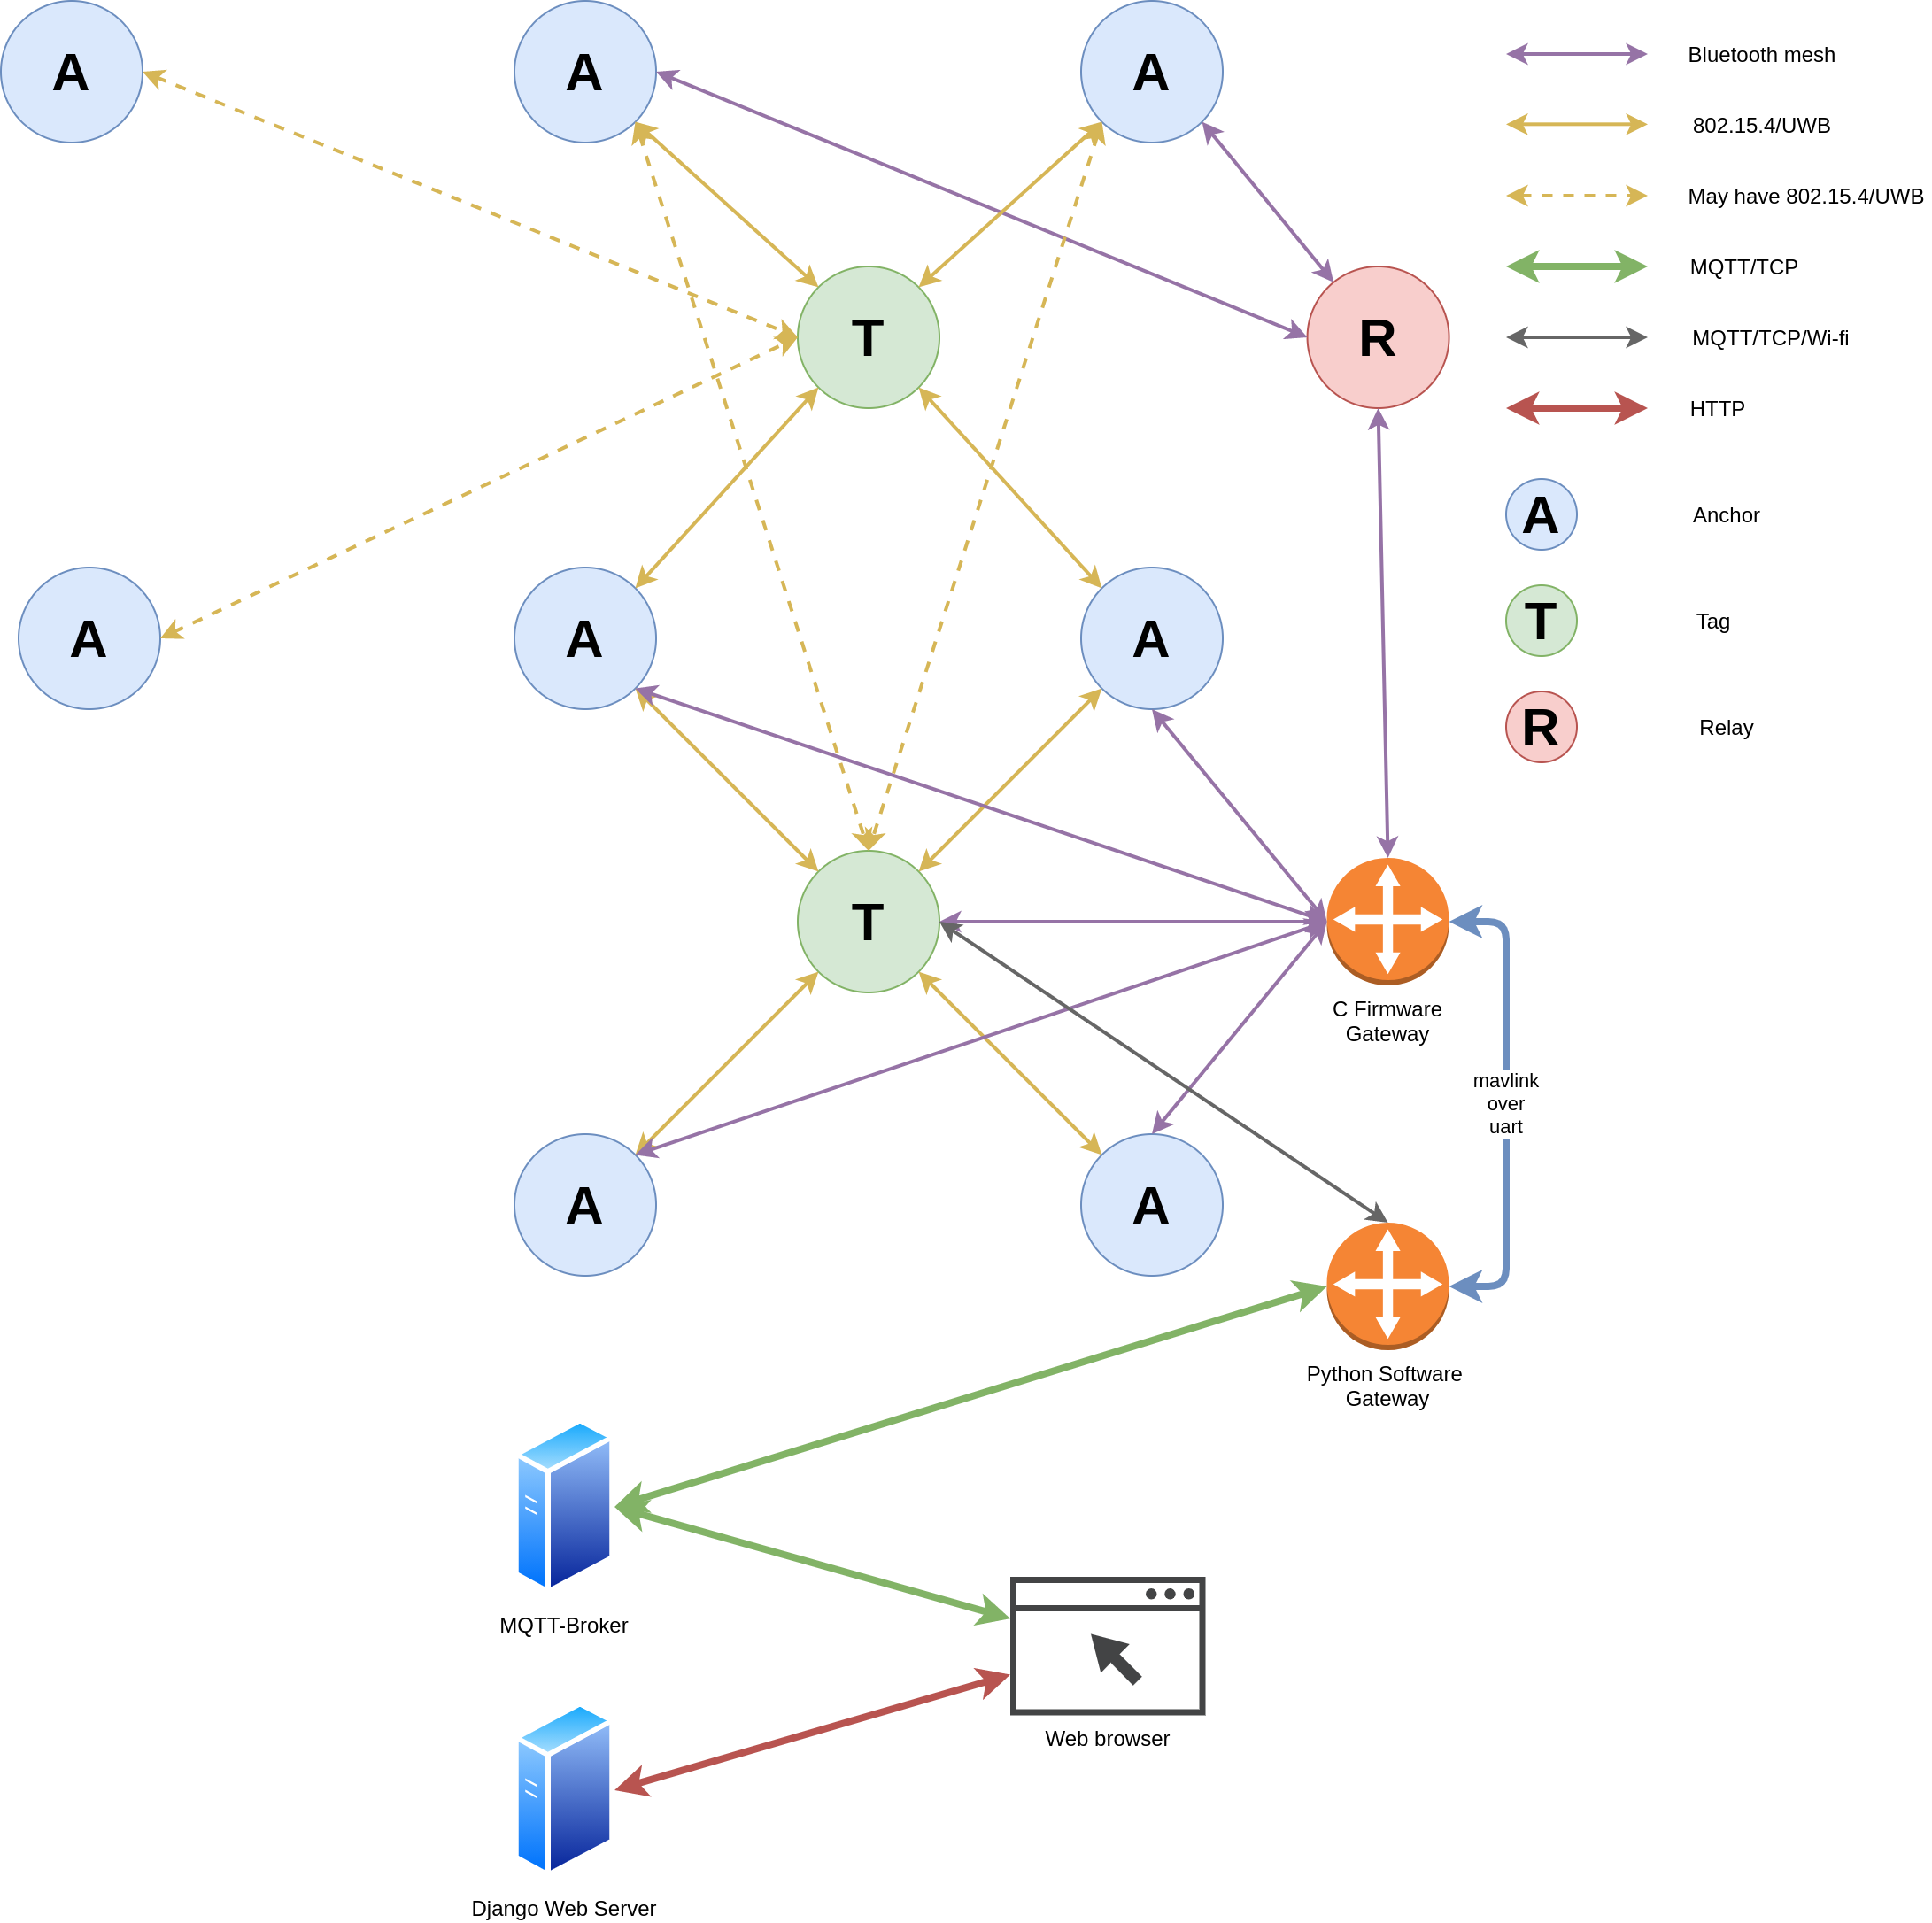 A
A
A
Bluetooth mesh
802.15.4/UWB
May have 802.15.4/UWB
MQTT/TCP
T
R
MQTT/TCP/Wi-fi
HTTP
A
Anchor
T
Tag
A
A
A
R
Relay
T
C Firmware
Gateway
mavlink
over
uart
A
A
Python Software
Gateway
MQTT-Broker
Web browser
Django Web Server